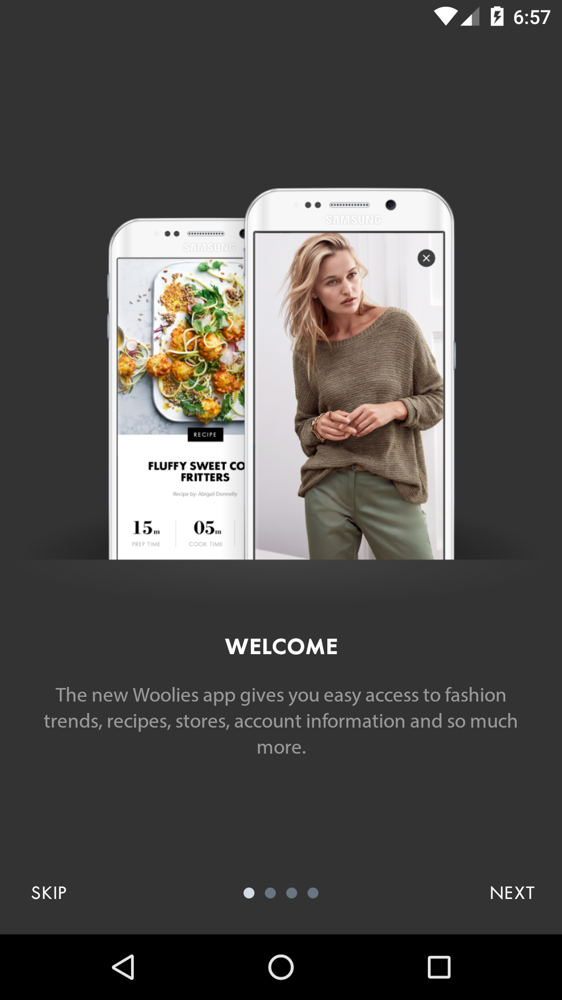 6:57
SAMSUNG
SAMSUNG
RECIPE
FLUFFY SWEET CO
FRITTERS
Recipe by: Abigail Donnelly
15m
05m
PREP TIME
COOK TIME
WELCOME
The new Woolies app gives you easy access to fashion
trends, recipes, stores, account information and so much
more.
SKIP
NEXT